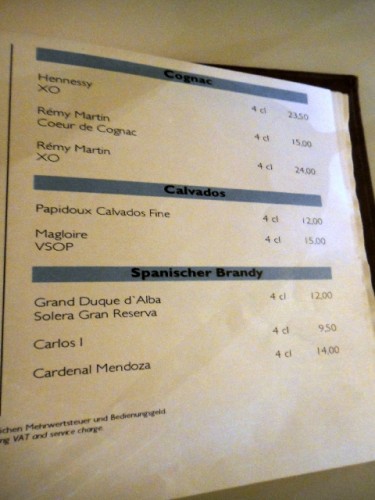 Cognac
Hennessy
XO 4 cl 23,50
Rémy Martin
Coeur de Cognac 4 cl 15,00
Rémy Martin
XO 4 cl 24,00
Calvados
Papidoux Calvados Fine 4 cl 12,00
Magloire 4 cl 15,00
VSOP
Spanischer Brandy
Grand Duque d`Alba 4 cl 12,00
Solera Gran Reserva
Carlos I 4 cl 9,50
Cardenal Mendoza 4 cl 14,00
ichen Mehrwertsteuer und Bedienungsgeld.
ng VAT and service charge.